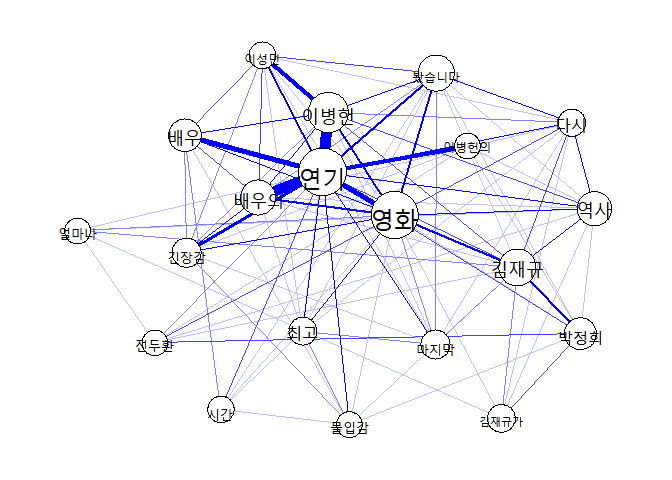 이성민
봤습니다
이병헌
다시
배우
이병헌의
연기
배우의
영화
역사
얼마나
긴장감
김재규
최고
박정희
전두환
마지막
시간
몰입감
김재규가